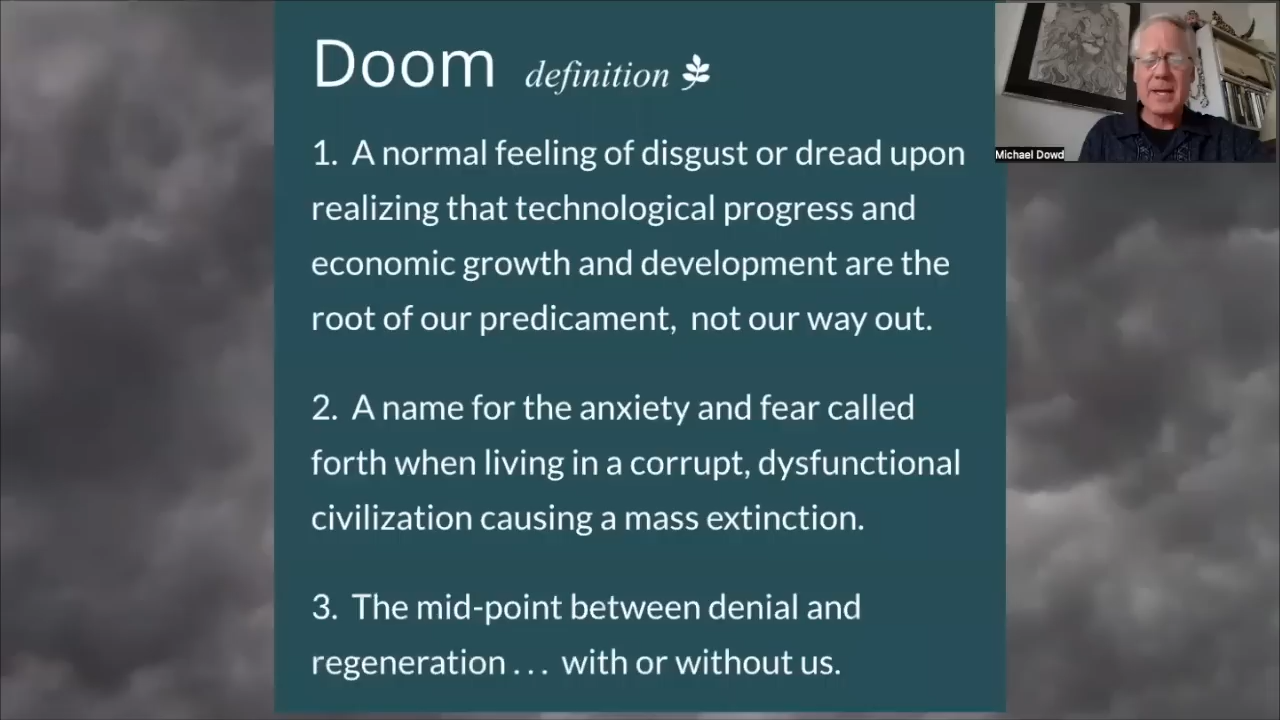 Doom definition
1. A normal feeling of disgust or dread upon
realizing that technological progress and
economic growth and development are the
root of our predicament, not our way out.
2. A name for the anxiety and fear called
forth when living in a corrupt, dysfunctional
civilization causing a mass extinction.
3. The mid-point between denial and
regeneration . . . with or without us.
Michael Dowd